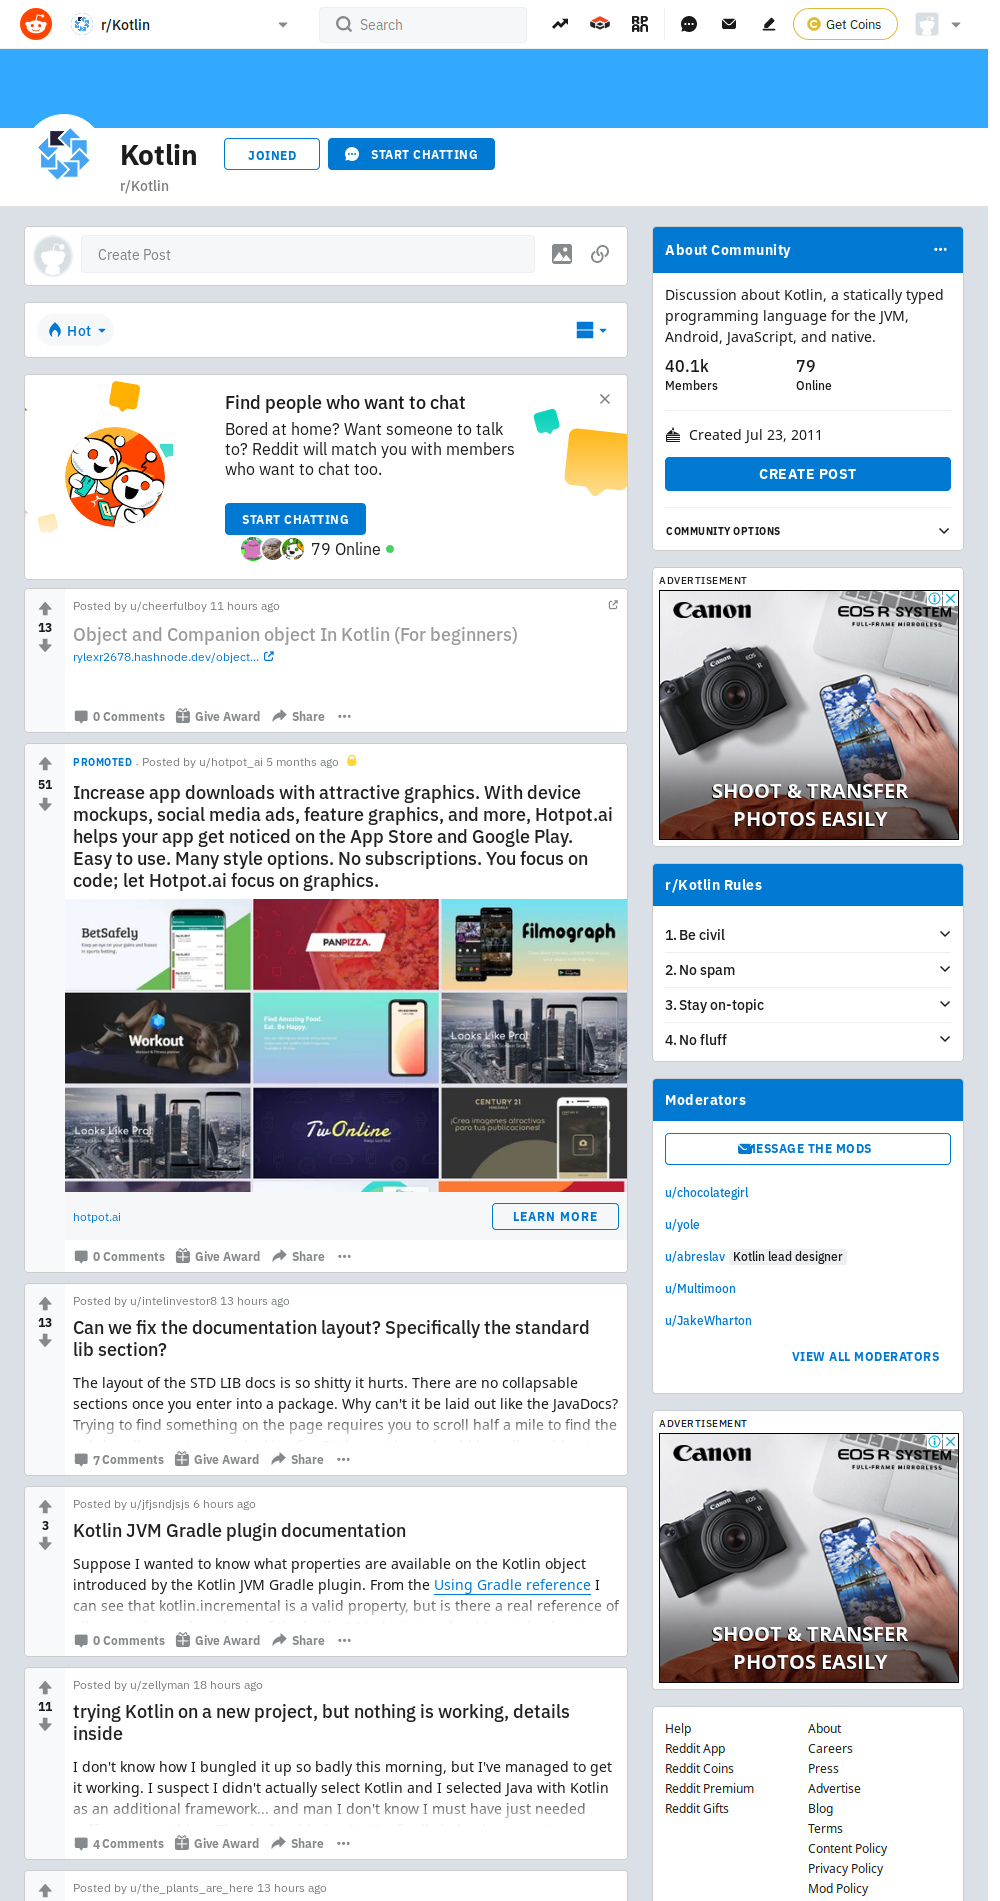 r/Kotlin
Search
Get Coins
Kotlin
JOINED
START CHATTING
r/Kotlin
Create Post
Hot
Find people who want to chat
Bored at home? Want someone to talk
to? Reddit will match you with members
who want to chat too.
START CHATTING
79 Online
Posted by u/cheerfulboy 11 hours ago
13
Object and Companion object In Kotlin (For beginners)
rylexr2678.hashnode.dev/object...
0 Comments Give Award Share
PROMOTED · Posted by u/hotpot_ai 5 months ago
51
Increase app downloads with attractive graphics. With device
mockups, social media ads, feature graphics, and more, Hotpot.ai
helps your app get noticed on the App Store and Google Play.
Easy to use. Many style options. No subscriptions. You focus on
code; let Hotpot.ai focus on graphics.
BetSafely
Keep an eye on your gains and losses
in sports betting.
PANPIZZA.
filmograph
Workout
Find Amazing Food.
Eat. Be Happy.
Looks Like Pro!
Looks Like Pro!
TwOnline
CENTURY 21
¡Crea imagenes atractivas
para tus publicaciones!
hotpot.ai
LEARN MORE
0 Comments Give Award Share
Posted by u/intelinvestor8 13 hours ago
13
Can we fix the documentation layout? Specifically the standard
lib section?
The layout of the STD LIB docs is so shitty it hurts. There are no collapsable
sections once you enter into a package. Why can't it be laid out like the JavaDocs?
Trying to find something on the page requires you to scroll half a mile to find the
7 Comments Give Award Share
Posted by u/jfjsndjsjs 6 hours ago
3
Kotlin JVM Gradle plugin documentation
Suppose I wanted to know what properties are available on the Kotlin object
introduced by the Kotlin JVM Gradle plugin. From the Using Gradle reference I
can see that kotlin.incremental is a valid property, but is there a real reference of
0 Comments Give Award Share
Posted by u/zellyman 18 hours ago
11
trying Kotlin on a new project, but nothing is working, details
inside
I don't know how I bungled it up so badly this morning, but I've managed to get
it working. I suspect I didn't actually select Kotlin and I selected Java with Kotlin
as an additional framework... and man I don't know I must have just needed
4 Comments Give Award Share
Posted by u/the_plants_are_here 13 hours ago
About Community
Discussion about Kotlin, a statically typed
programming language for the JVM,
Android, JavaScript, and native.
40.1k 79
Members Online
Created Jul 23, 2011
CREATE POST
COMMUNITY OPTIONS
ADVERTISEMENT
Canon
EOS R SYSTEM
FULL-FRAME MIRRORLESS
Canon
SHOOT & TRANSFER
PHOTOS EASILY
r/Kotlin Rules
1. Be civil
2. No spam
3. Stay on-topic
4. No fluff
Moderators
MESSAGE THE MODS
u/chocolategirl
u/yole
u/abreslav Kotlin lead designer
u/Multimoon
u/JakeWharton
VIEW ALL MODERATORS
ADVERTISEMENT
Canon
EOS R SYSTEM
FULL-FRAME MIRRORLESS
Canon
SHOOT & TRANSFER
PHOTOS EASILY
Help
Reddit App
Reddit Coins
Reddit Premium
Reddit Gifts
About
Careers
Press
Advertise
Blog
Terms
Content Policy
Privacy Policy
Mod Policy